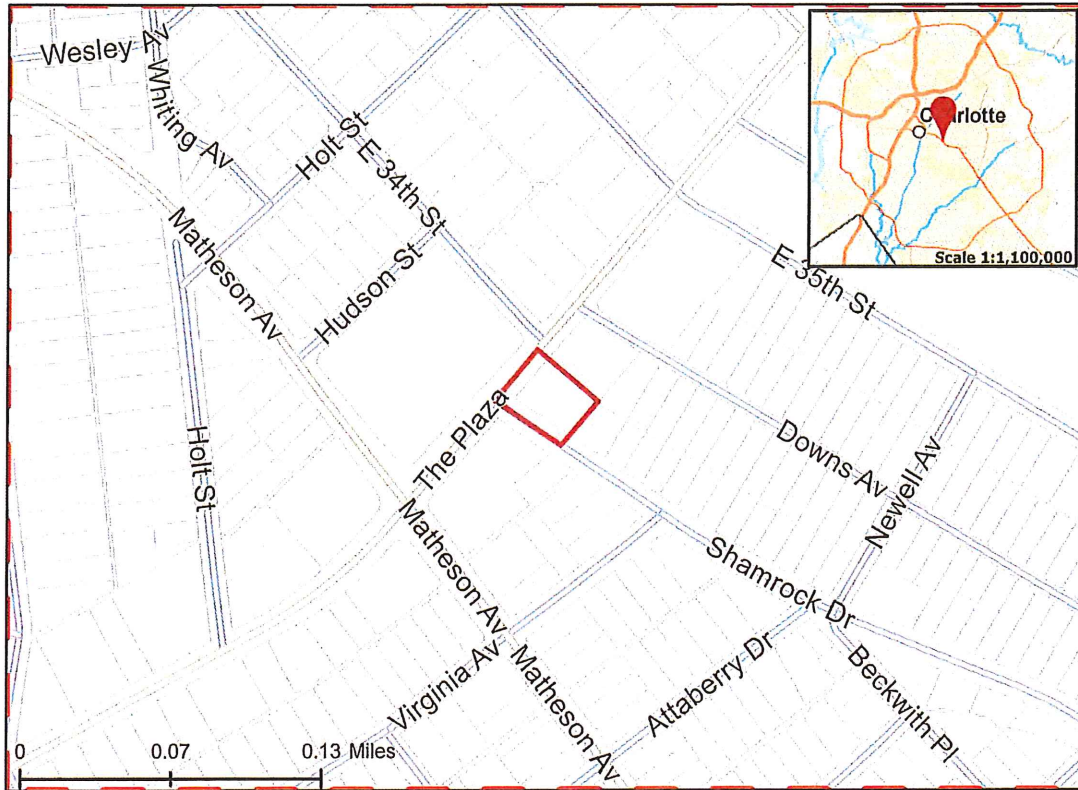 Wesley Av
Whiting Av
Holt St
S E 34th St
Charlotte
Scale 1:1,100,000
Matheson Av
Hudson St
E 35th St
The Plaza
Holt St
Downs Av
Newell Av
Matheson Av
Shamrock Dr
Virginia Av
Matheson Av
Attaberry Dr
Beckwith Pl
0
0.07
0.13 Miles